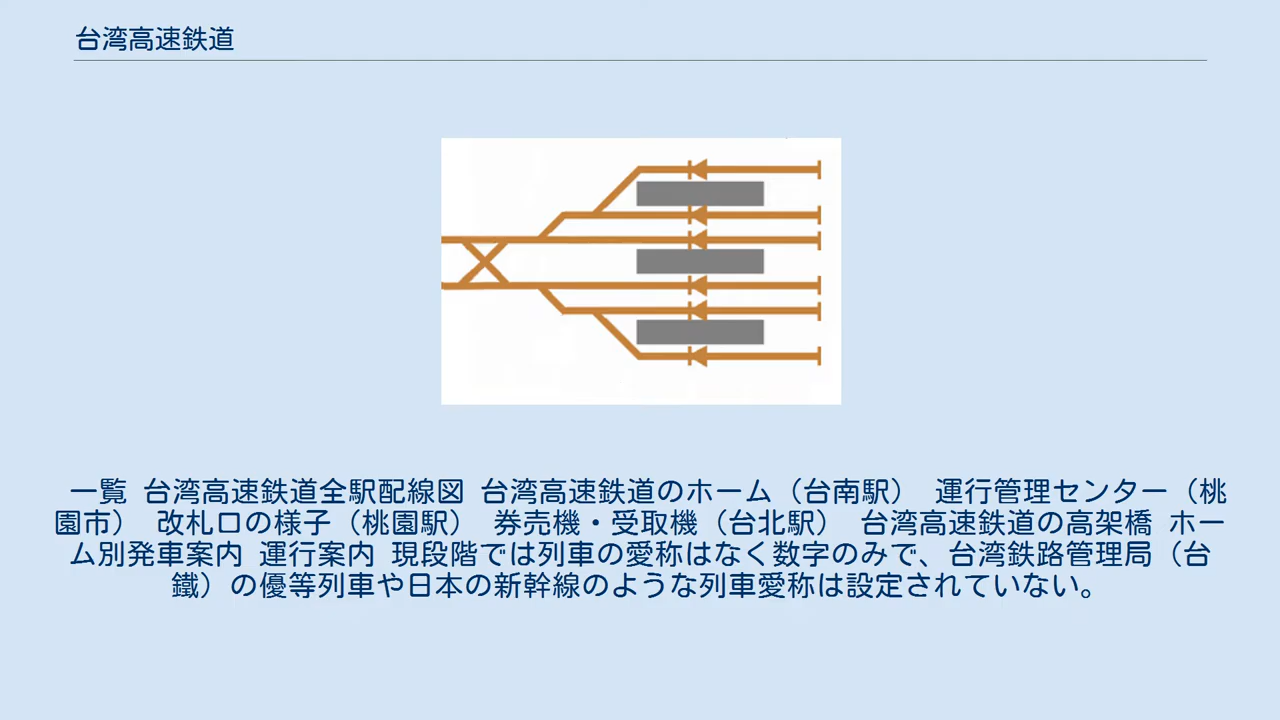 台湾高速鉄道
一覧 台湾高速鉄道全駅配線図 台湾高速鉄道のホーム（台南駅） 運行管理センター（桃
園市） 改札口の様子（桃園駅） 券売機・受取機（台北駅） 台湾高速鉄道の高架橋 ホー
ム別発車案内 運行案内 現段階では列車の愛称はなく数字のみで、台湾鉄路管理局（台
鐵）の優等列車や日本の新幹線のような列車愛称は設定されていない。